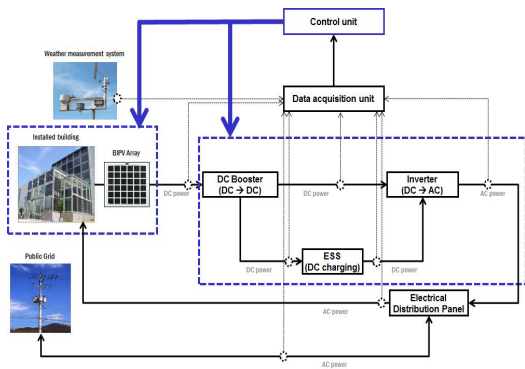 Control unit
Weather measurement system
Data acquisition unit
Installed building
BIPV Array
DC Booster
(DC → DC)
Inverter
(DC → AC)
DC power
DC power
AC power
ESS
(DC charging)
DC power
DC power
Public Grid
Electrical
Distribution Panel
AC power
AC power